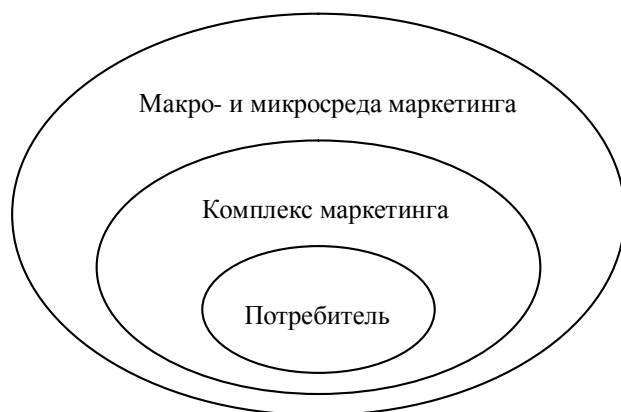 Макро- и микросреда маркетинга
Комплекс маркетинга
Потребитель